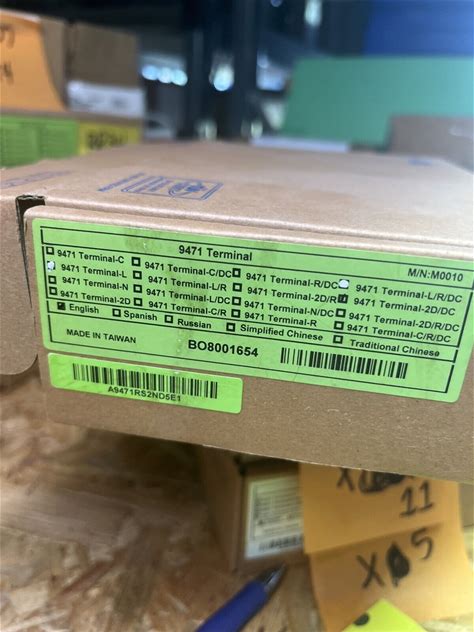 9471 Terminal
M/N:M0010
9471 Terminal-C 9471 Terminal-C/DC 9471 Terminal-R/DC 9471 Terminal-L/R/DC
9471 Terminal-L 9471 Terminal-L/R 9471 Terminal-2D/R 9471 Terminal-2D/DC
9471 Terminal-N 9471 Terminal-L/DC 9471 Terminal-N/DC 9471 Terminal-2D/R/DC
9471 Terminal-2D 9471 Terminal-C/R 9471 Terminal-R 9471 Terminal-C/R/DC
English Spanish Russian Simplified Chinese Traditional Chinese
MADE IN TAIWAN BO8001654
A9471RS2ND5E1
11
5